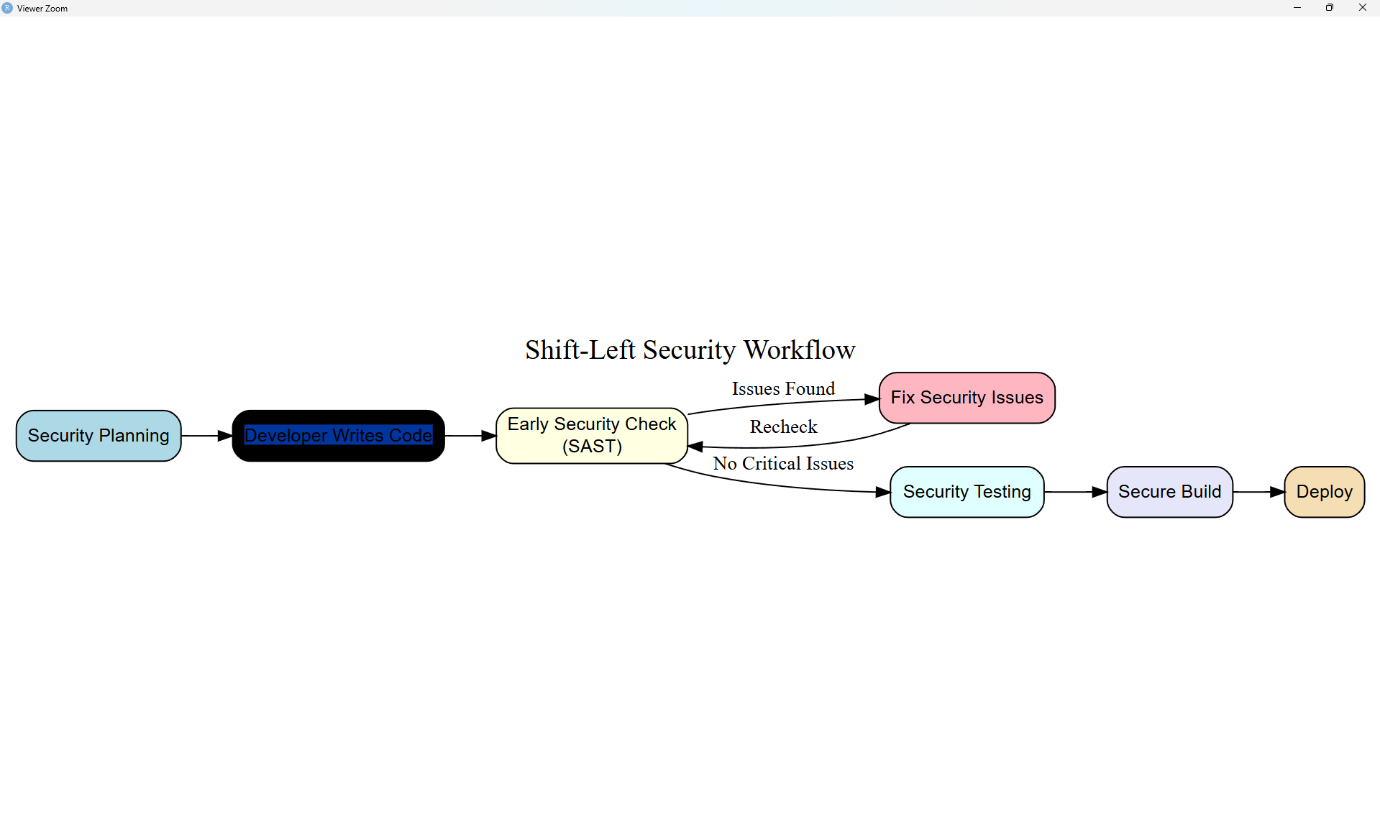 R Viewer Zoom
Shift-Left Security Workflow
Security Planning
Developer Writes Code
Early Security Check
(SAST)
Issues Found
Recheck
No Critical Issues
Fix Security Issues
Security Testing
Secure Build
Deploy